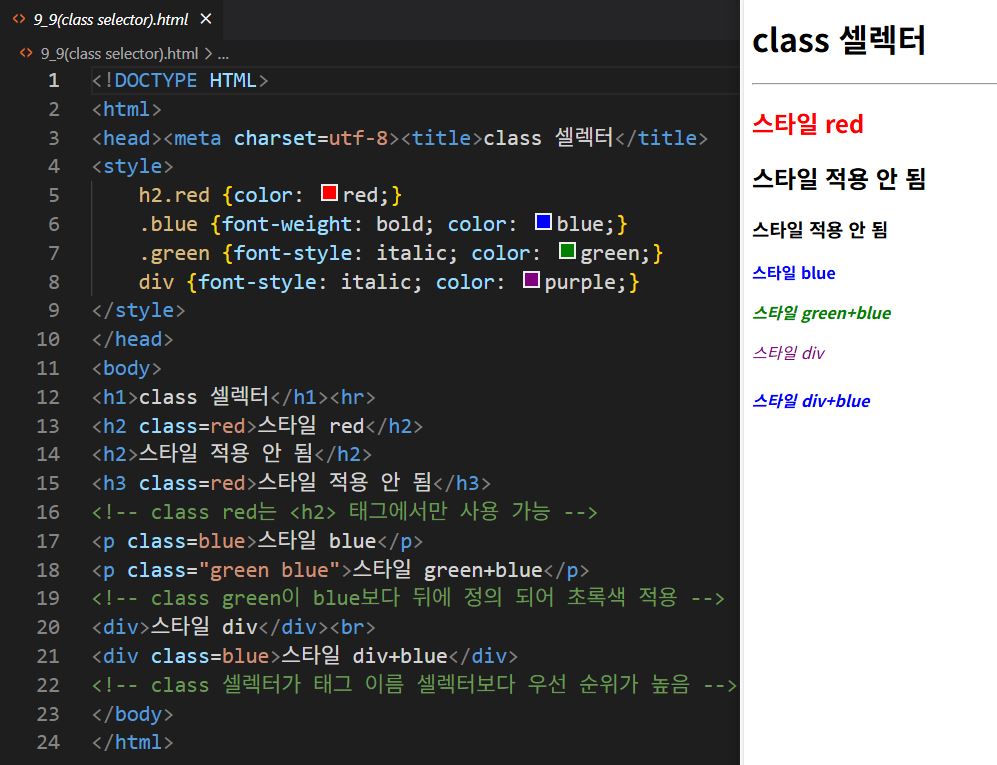 9_9(class selector).html
9_9(class selector).html > ...
1 <!DOCTYPE HTML>
2 <html>
3 <head><meta charset=utf-8><title>class 셀렉터</title>
4 <style>
5 h2.red {color: red;}
6 .blue {font-weight: bold; color: blue;}
7 .green {font-style: italic; color: green;}
8 div {font-style: italic; color: purple;}
9 </style>
10 </head>
11 <body>
12 <h1>class 셀렉터</h1><hr>
13 <h2 class=red>스타일 red</h2>
14 <h2>스타일 적용 안 됨</h2>
15 <h3 class=red>스타일 적용 안 됨</h3>
16 <!-- class red는 <h2> 태그에서만 사용 가능 -->
17 <p class=blue>스타일 blue</p>
18 <p class="green blue">스타일 green+blue</p>
19 <!-- class green이 blue보다 뒤에 정의 되어 초록색 적용 -->
20 <div>스타일 div</div><br>
21 <div class=blue>스타일 div+blue</div>
22 <!-- class 셀렉터가 태그 이름 셀렉터보다 우선 순위가 높음 -->
23 </body>
24 </html>
class 셀렉터
스타일 red
스타일 적용 안 됨
스타일 적용 안 됨
스타일 blue
스타일 green+blue
스타일 div
스타일 div+blue